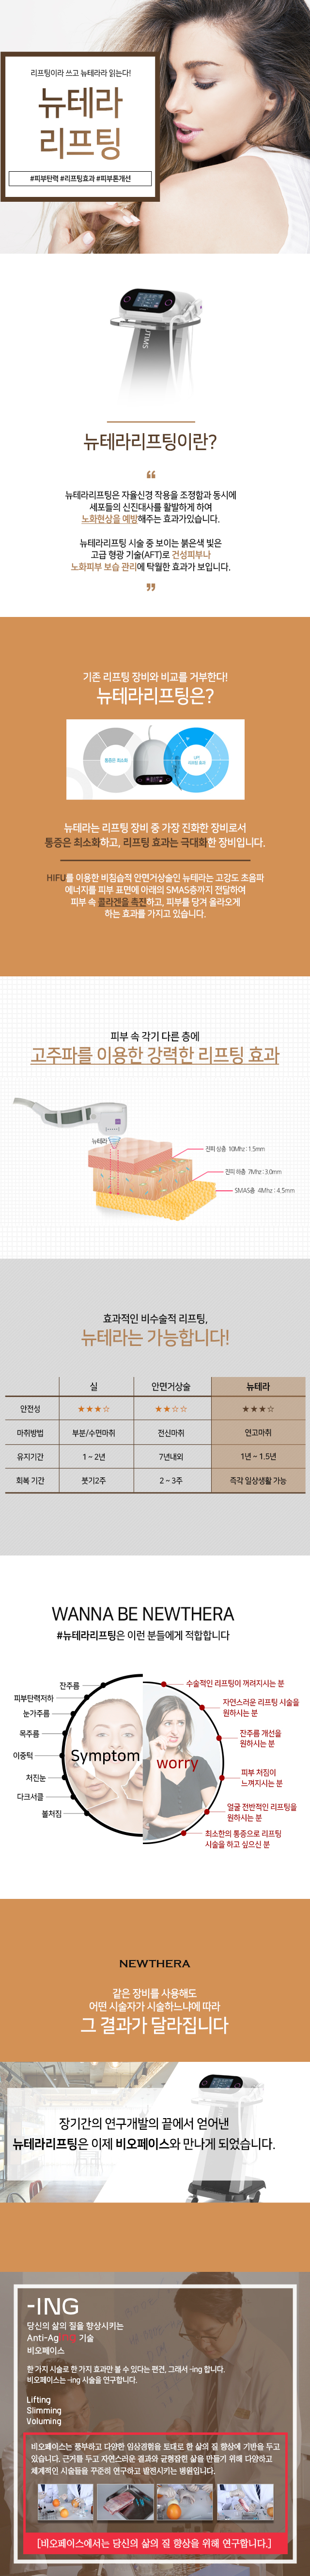 리프팅이라 쓰고 뉴테라라 읽는다!
뉴테라
리프팅
#피부탄력 #리프팅효과 #피부톤개선
UTIMS
뉴테라리프팅이란?
“
뉴테라리프팅은 자율신경 작용을 조정함과 동시에
세포들의 신진대사를 활발하게 하여
노화현상을 예방해주는 효과가있습니다.
뉴테라리프팅 시술 중 보이는 붉은색 빛은
고급 형광 기술(AFT)로 건성피부나
노화피부 보습 관리에 탁월한 효과가 보입니다.
”
기존 리프팅 장비와 비교를 거부한다!
뉴테라리프팅은?
통증은 최소화
LIFT
리프팅 효과
뉴테라는 리프팅 장비 중 가장 진화한 장비로서
통증은 최소화하고, 리프팅 효과는 극대화한 장비입니다.
HIFU를 이용한 비침습적 안면거상술인 뉴테라는 고강도 초음파
에너지를 피부 표면에 아래의 SMAS층까지 전달하여
피부 속 콜라겐을 촉진하고, 피부를 당겨 올라오게
하는 효과를 가지고 있습니다.
피부 속 각기 다른 층에
고주파를 이용한 강력한 리프팅 효과
뉴테라
진피 상층 10Mhz : 1.5mm
진피 하층 7Mhz : 3.0mm
SMAS층 4Mhz : 4.5mm
효과적인 비수술적 리프팅,
뉴테라는 가능합니다!
실 안면거상술 뉴테라
안전성 ★★★☆ ★★☆☆ ★★★☆
마취방법 부분/수면마취 전신마취 연고마취
유지기간 1 ~ 2년 7년내외 1년 ~ 1.5년
회복 기간 붓기2주 2 ~ 3주 즉각 일상생활 가능
WANNA BE NEWTHERA
#뉴테라리프팅은 이런 분들에게 적합합니다
잔주름
피부탄력저하
눈가주름
목주름
이중턱
처진눈
다크서클
볼처짐
Symptom
worry
수술적인 리프팅이 꺼려지시는 분
자연스러운 리프팅 시술을
원하시는 분
잔주름 개선을
원하시는 분
피부 처짐이
느껴지시는 분
얼굴 전반적인 리프팅을
원하시는 분
최소한의 통증으로 리프팅
시술을 하고 싶으신 분
NEWTHERA
같은 장비를 사용해도
어떤 시술자가 시술하느냐에 따라
그 결과가 달라집니다
장기간의 연구개발의 끝에서 얻어낸
뉴테라리프팅은 이제 비오페이스와 만나게 되었습니다.
-ING
당신의 삶의 질을 향상시키는
Anti-Aging 기술
비오페이스
한 가지 시술로 한 가지 효과만 볼 수 있다는 편견, 그래서 -ing 합니다.
비오페이스는 -ing 시술을 연구합니다.
Lifting
Slimming
Voluming
비오페이스는 풍부하고 다양한 임상경험을 토대로 한 삶의 질 향상에 기반을 두고
있습니다. 근거를 두고 자연스러운 결과와 균형잡힌 삶을 만들기 위해 다양하고
체계적인 시술들을 꾸준히 연구하고 발전시키는 병원입니다.
[비오페이스에서는 당신의 삶의 질 향상을 위해 연구합니다.]